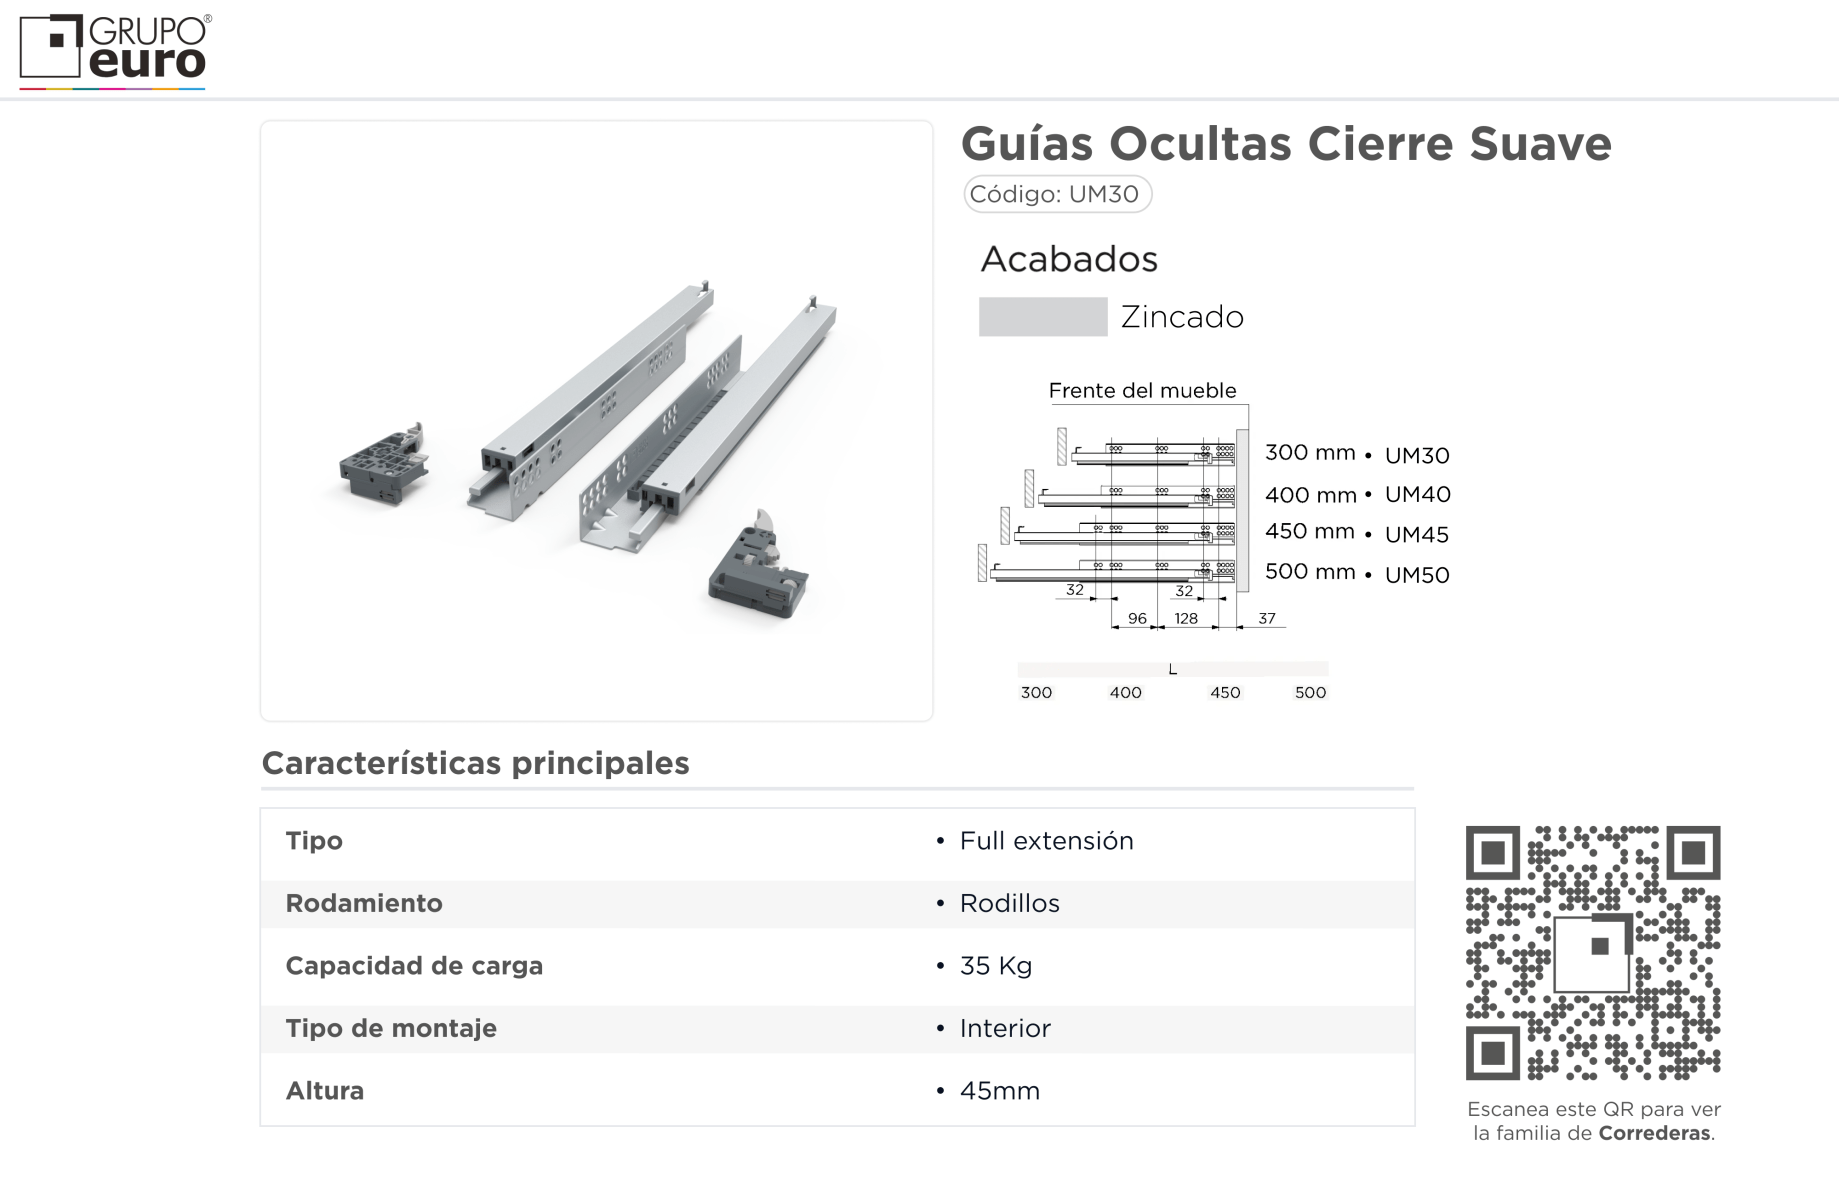 GRUPO®
euro
Guías Ocultas Cierre Suave
Código: UM30
Acabados
Zincado
Frente del mueble
300 mm • UM30
400 mm • UM40
450 mm • UM45
500 mm • UM50
32 32
96 128 37
L
300 400 450 500
Características principales
Tipo • Full extensión
Rodamiento • Rodillos
Capacidad de carga • 35 Kg
Tipo de montaje • Interior
Altura • 45mm
Escanea este QR para ver
la familia de Correderas.